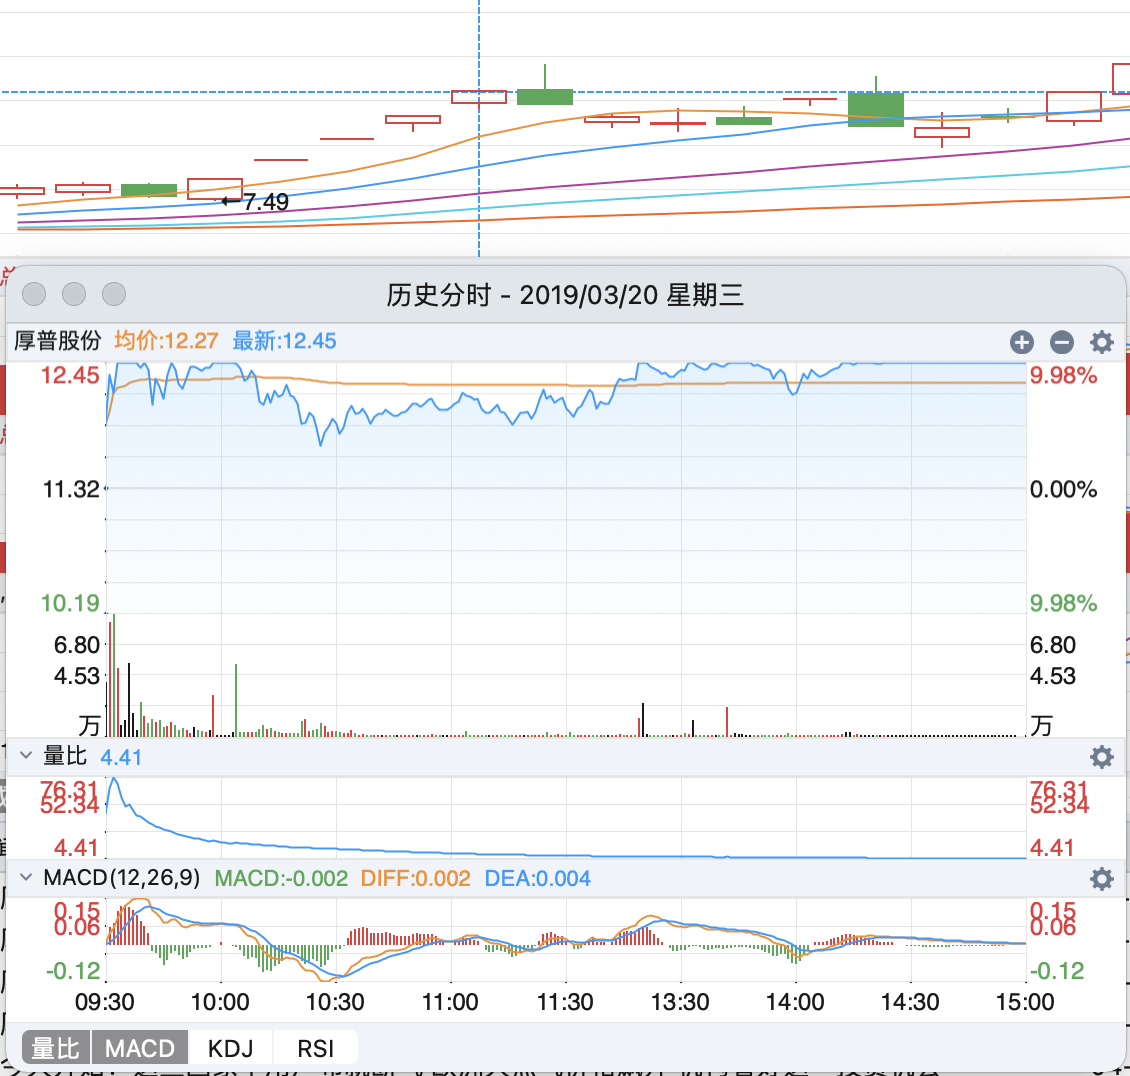 ←7.49
历史分时 - 2019/03/20 星期三
厚普股份 均价:12.27 最新:12.45
12.45 9.98%
11.32 0.00%
10.19 9.98%
6.80 6.80
4.53 4.53
万 万
量比 4.41
76.31 76.31
52.34 52.34
4.41 4.41
MACD(12,26,9) MACD:-0.002 DIFF:0.002 DEA:0.004
0.15 0.15
0.06 0.06
-0.12 -0.12
09:30 10:00 10:30 11:00 11:30 13:30 14:00 14:30 15:00
量比 MACD KDJ RSI